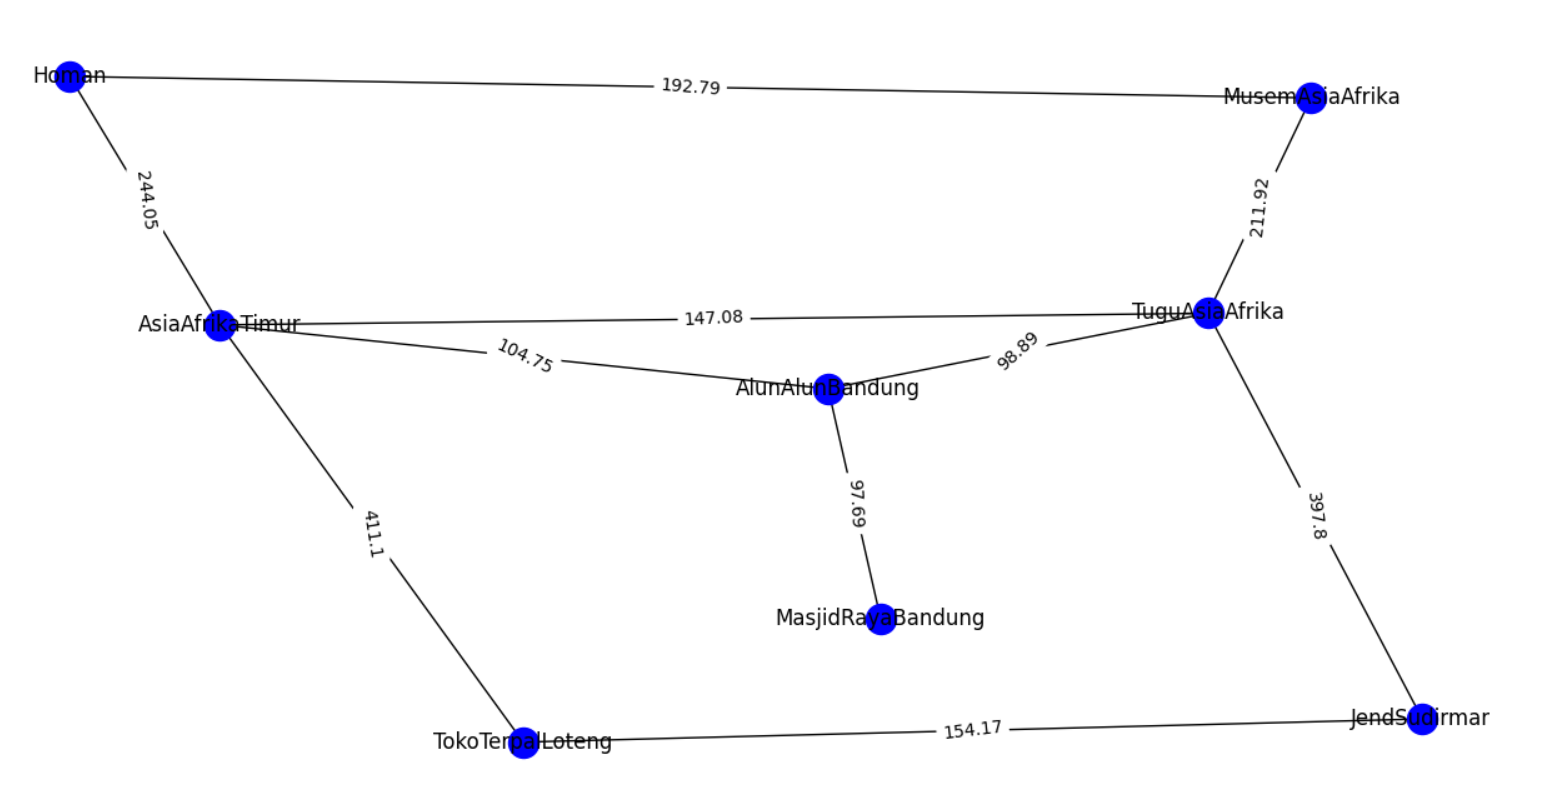 Homan
192.79
MusemAsiaAfrika
244.05
211.92
AsiaAfrikaTimur
147.08
TuguAsiaAfrika
104.75
98.89
AlunAlunBandung
97.69
411.1
397.8
MasjidRayaBandung
TokoTerpalLoteng
154.17
JendSudirmar